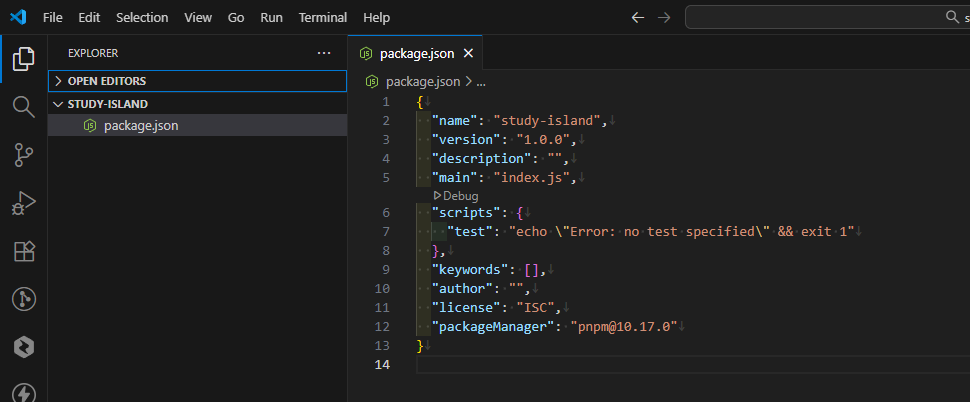 File Edit Selection View Go Run Terminal Help
s
EXPLORER
OPEN EDITORS
STUDY-ISLAND
package.json
package.json
package.json > ...
1 {
2 "name": "study-island",
3 "version": "1.0.0",
4 "description": "",
5 "main": "index.js",
Debug
6 "scripts": {
7 "test": "echo \"Error: no test specified\" && exit 1"
8 },
9 "keywords": [],
10 "author": "",
11 "license": "ISC",
12 "packageManager": "pnpm@10.17.0"
13 }
14